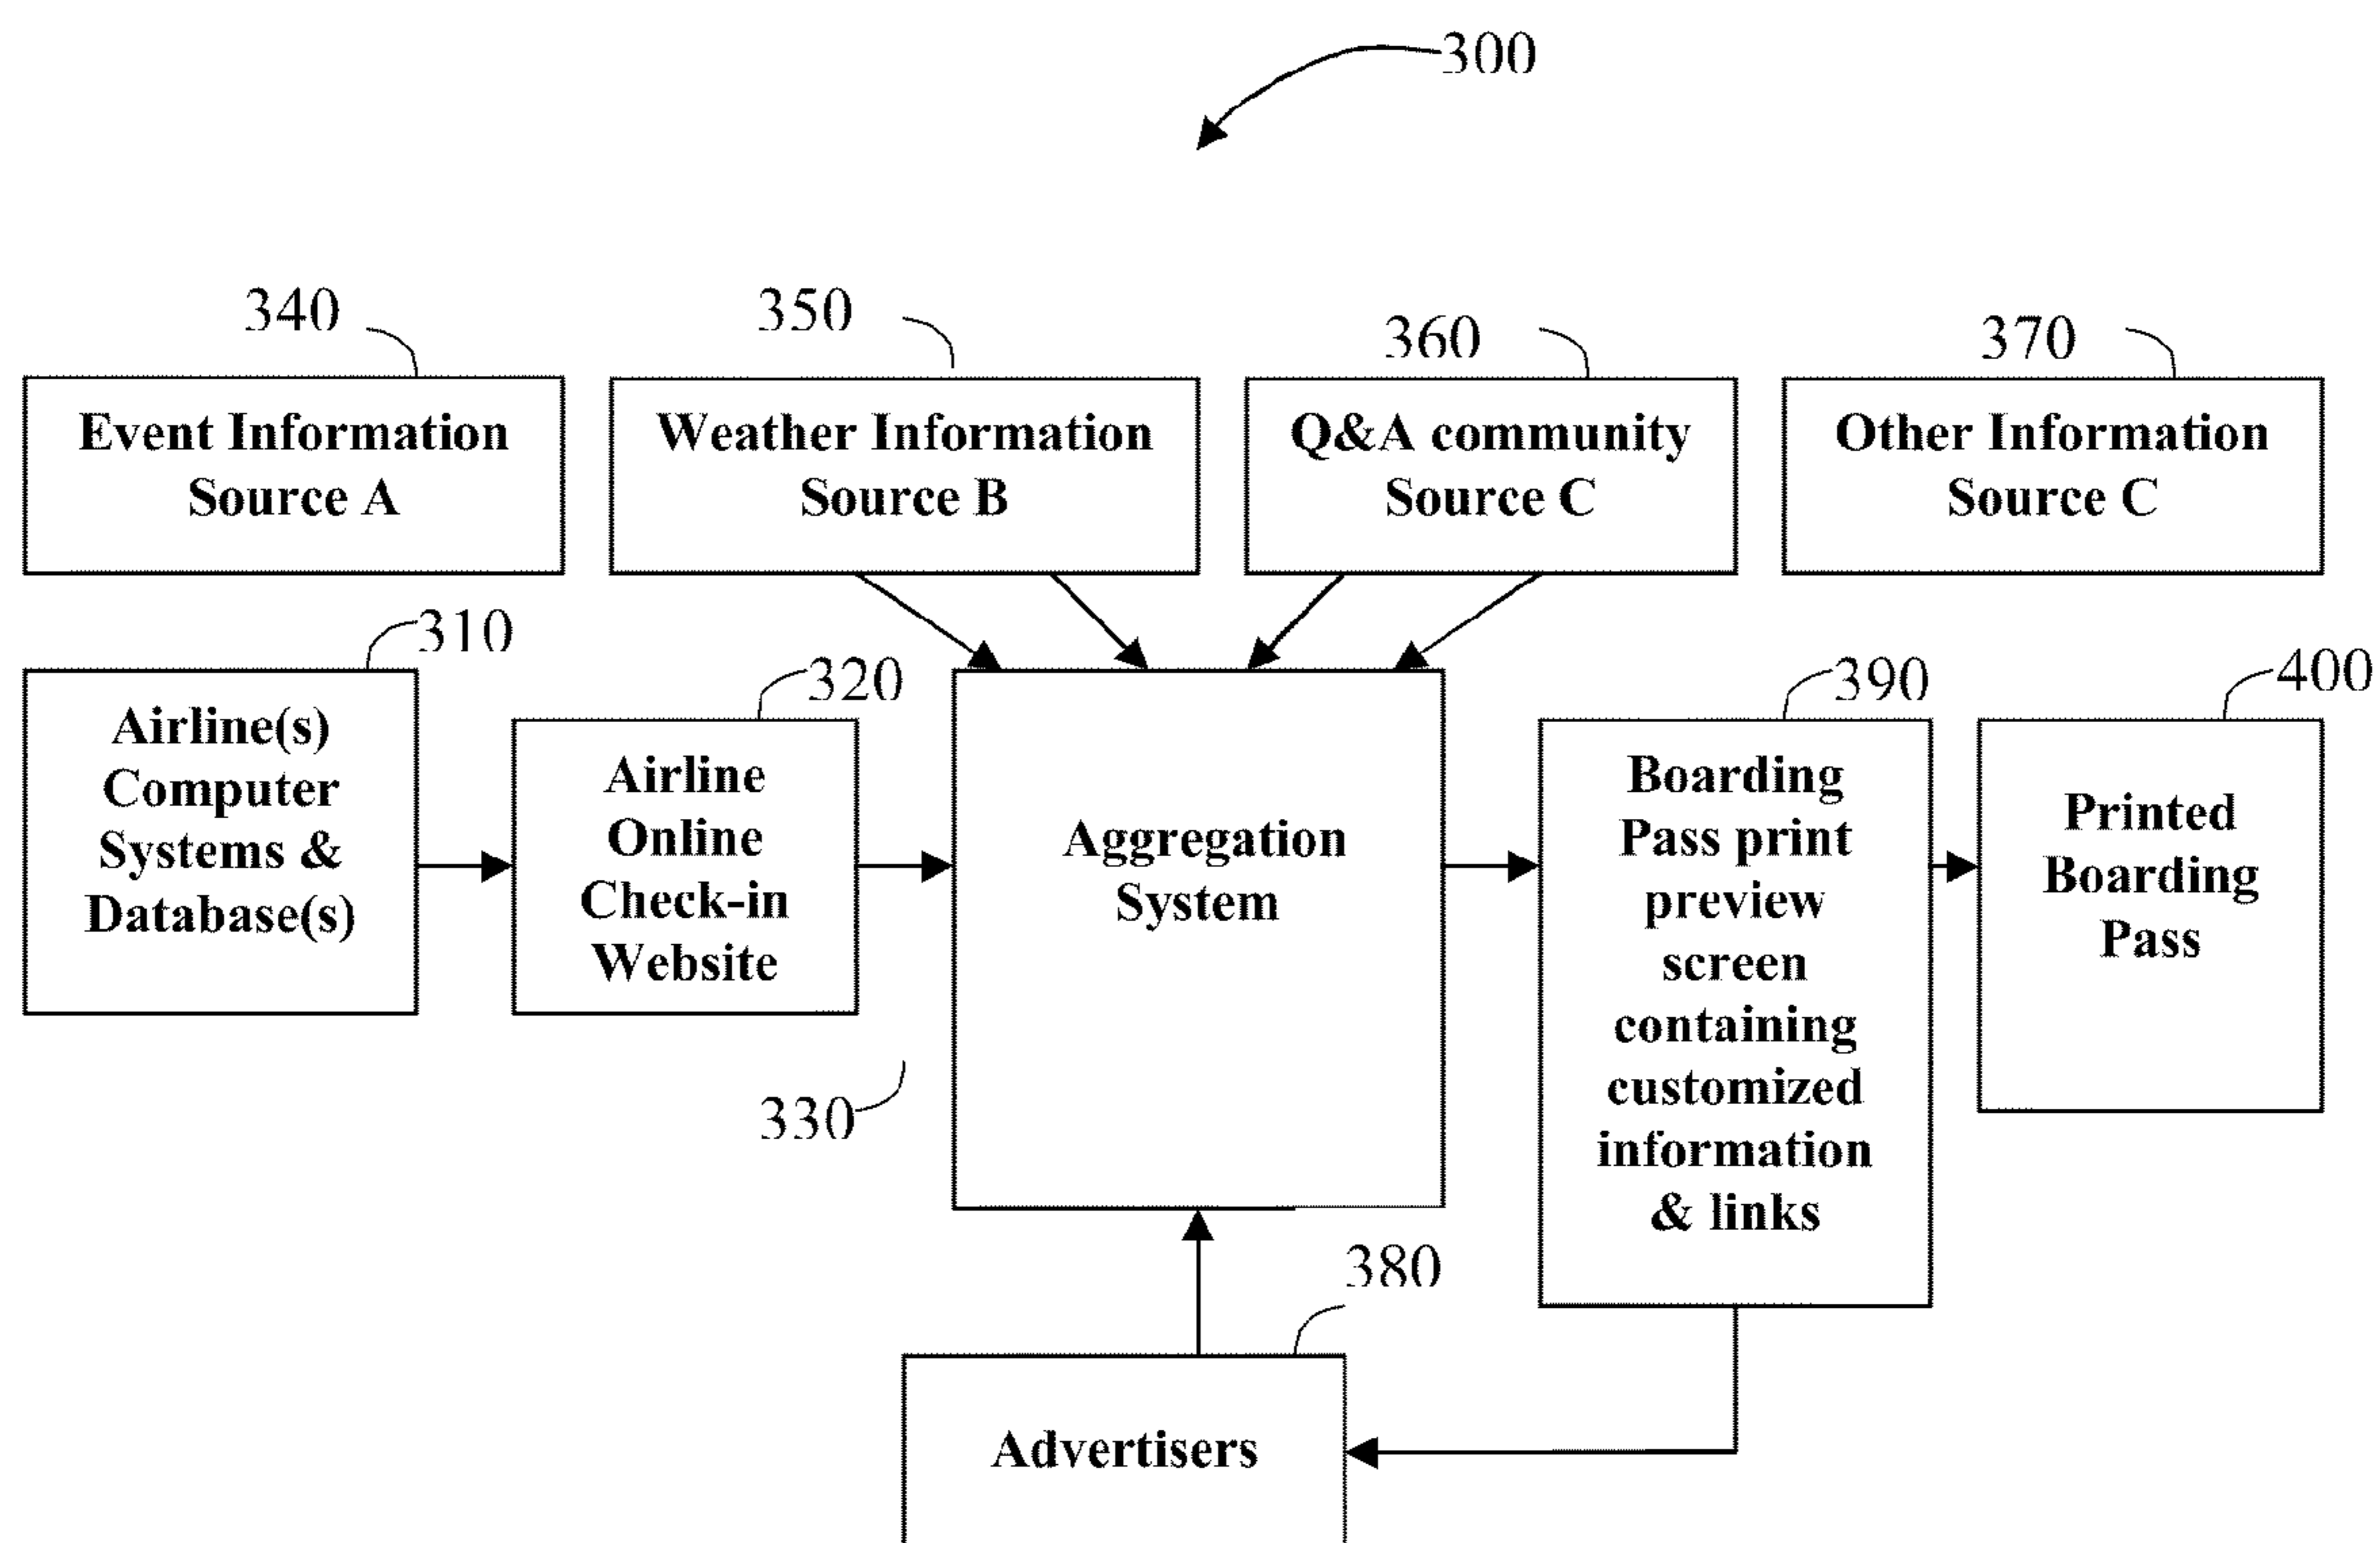 300
340
350
360
370
Event Information
Source A
Weather Information
Source B
Q&A community
Source C
Other Information
Source C
310
320
390
400
Airline(s)
Computer
Systems &
Database(s)
Airline
Online
Check-in
Website
Aggregation
System
Boarding
Pass print
preview
screen
containing
customized
information
& links
Printed
Boarding
Pass
330
380
Advertisers